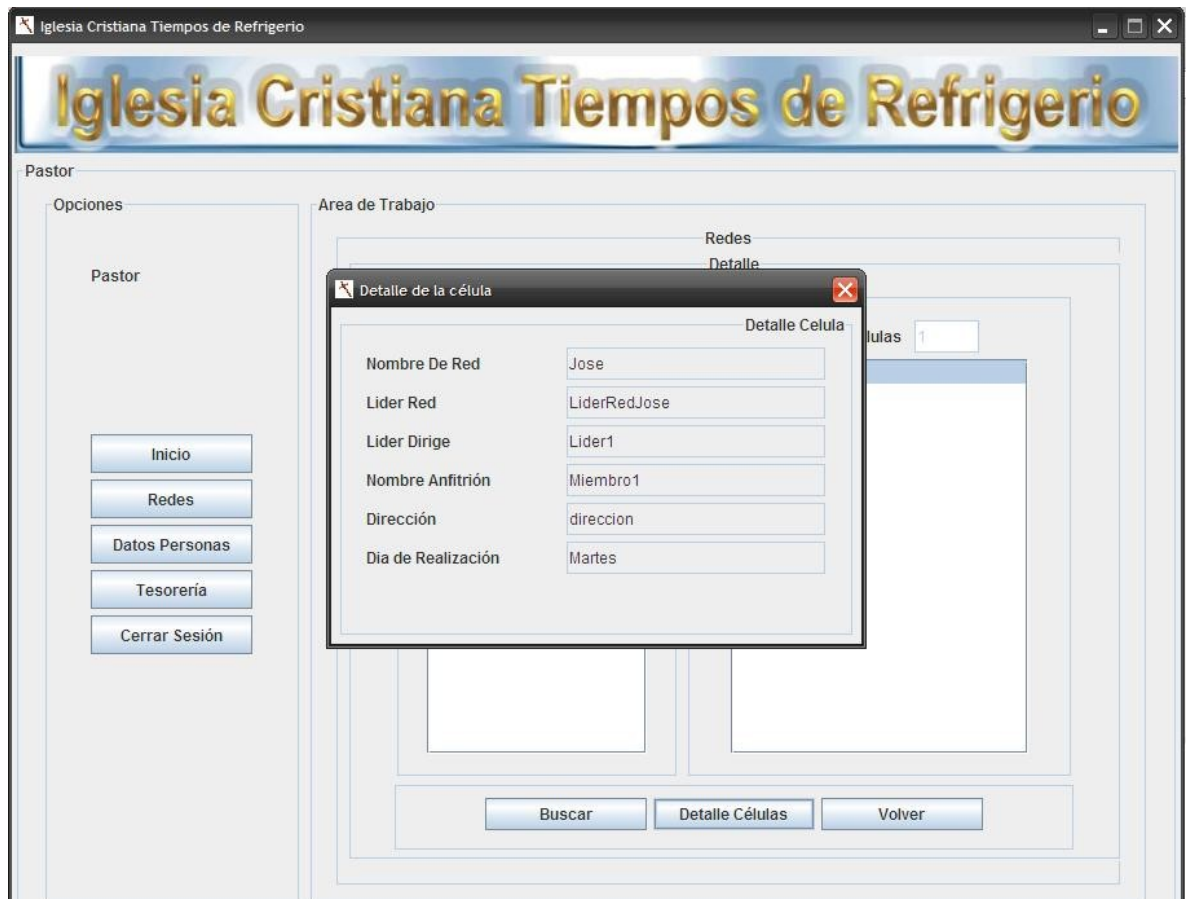 Iglesia Cristiana Tiempos de Refrigerio
Iglesia Cristiana Tiempos de Refrigerio
Pastor
Opciones
Area de Trabajo
Redes
Detalle
Pastor
Detalle de la célula
Detalle Celula
lulas 1
Nombre De Red Jose
Lider Red LiderRedJose
Lider Dirige Lider1
Nombre Anfitrión Miembro1
Dirección direccion
Dia de Realización Martes
Inicio
Redes
Datos Personas
Tesorería
Cerrar Sesión
Buscar Detalle Células Volver